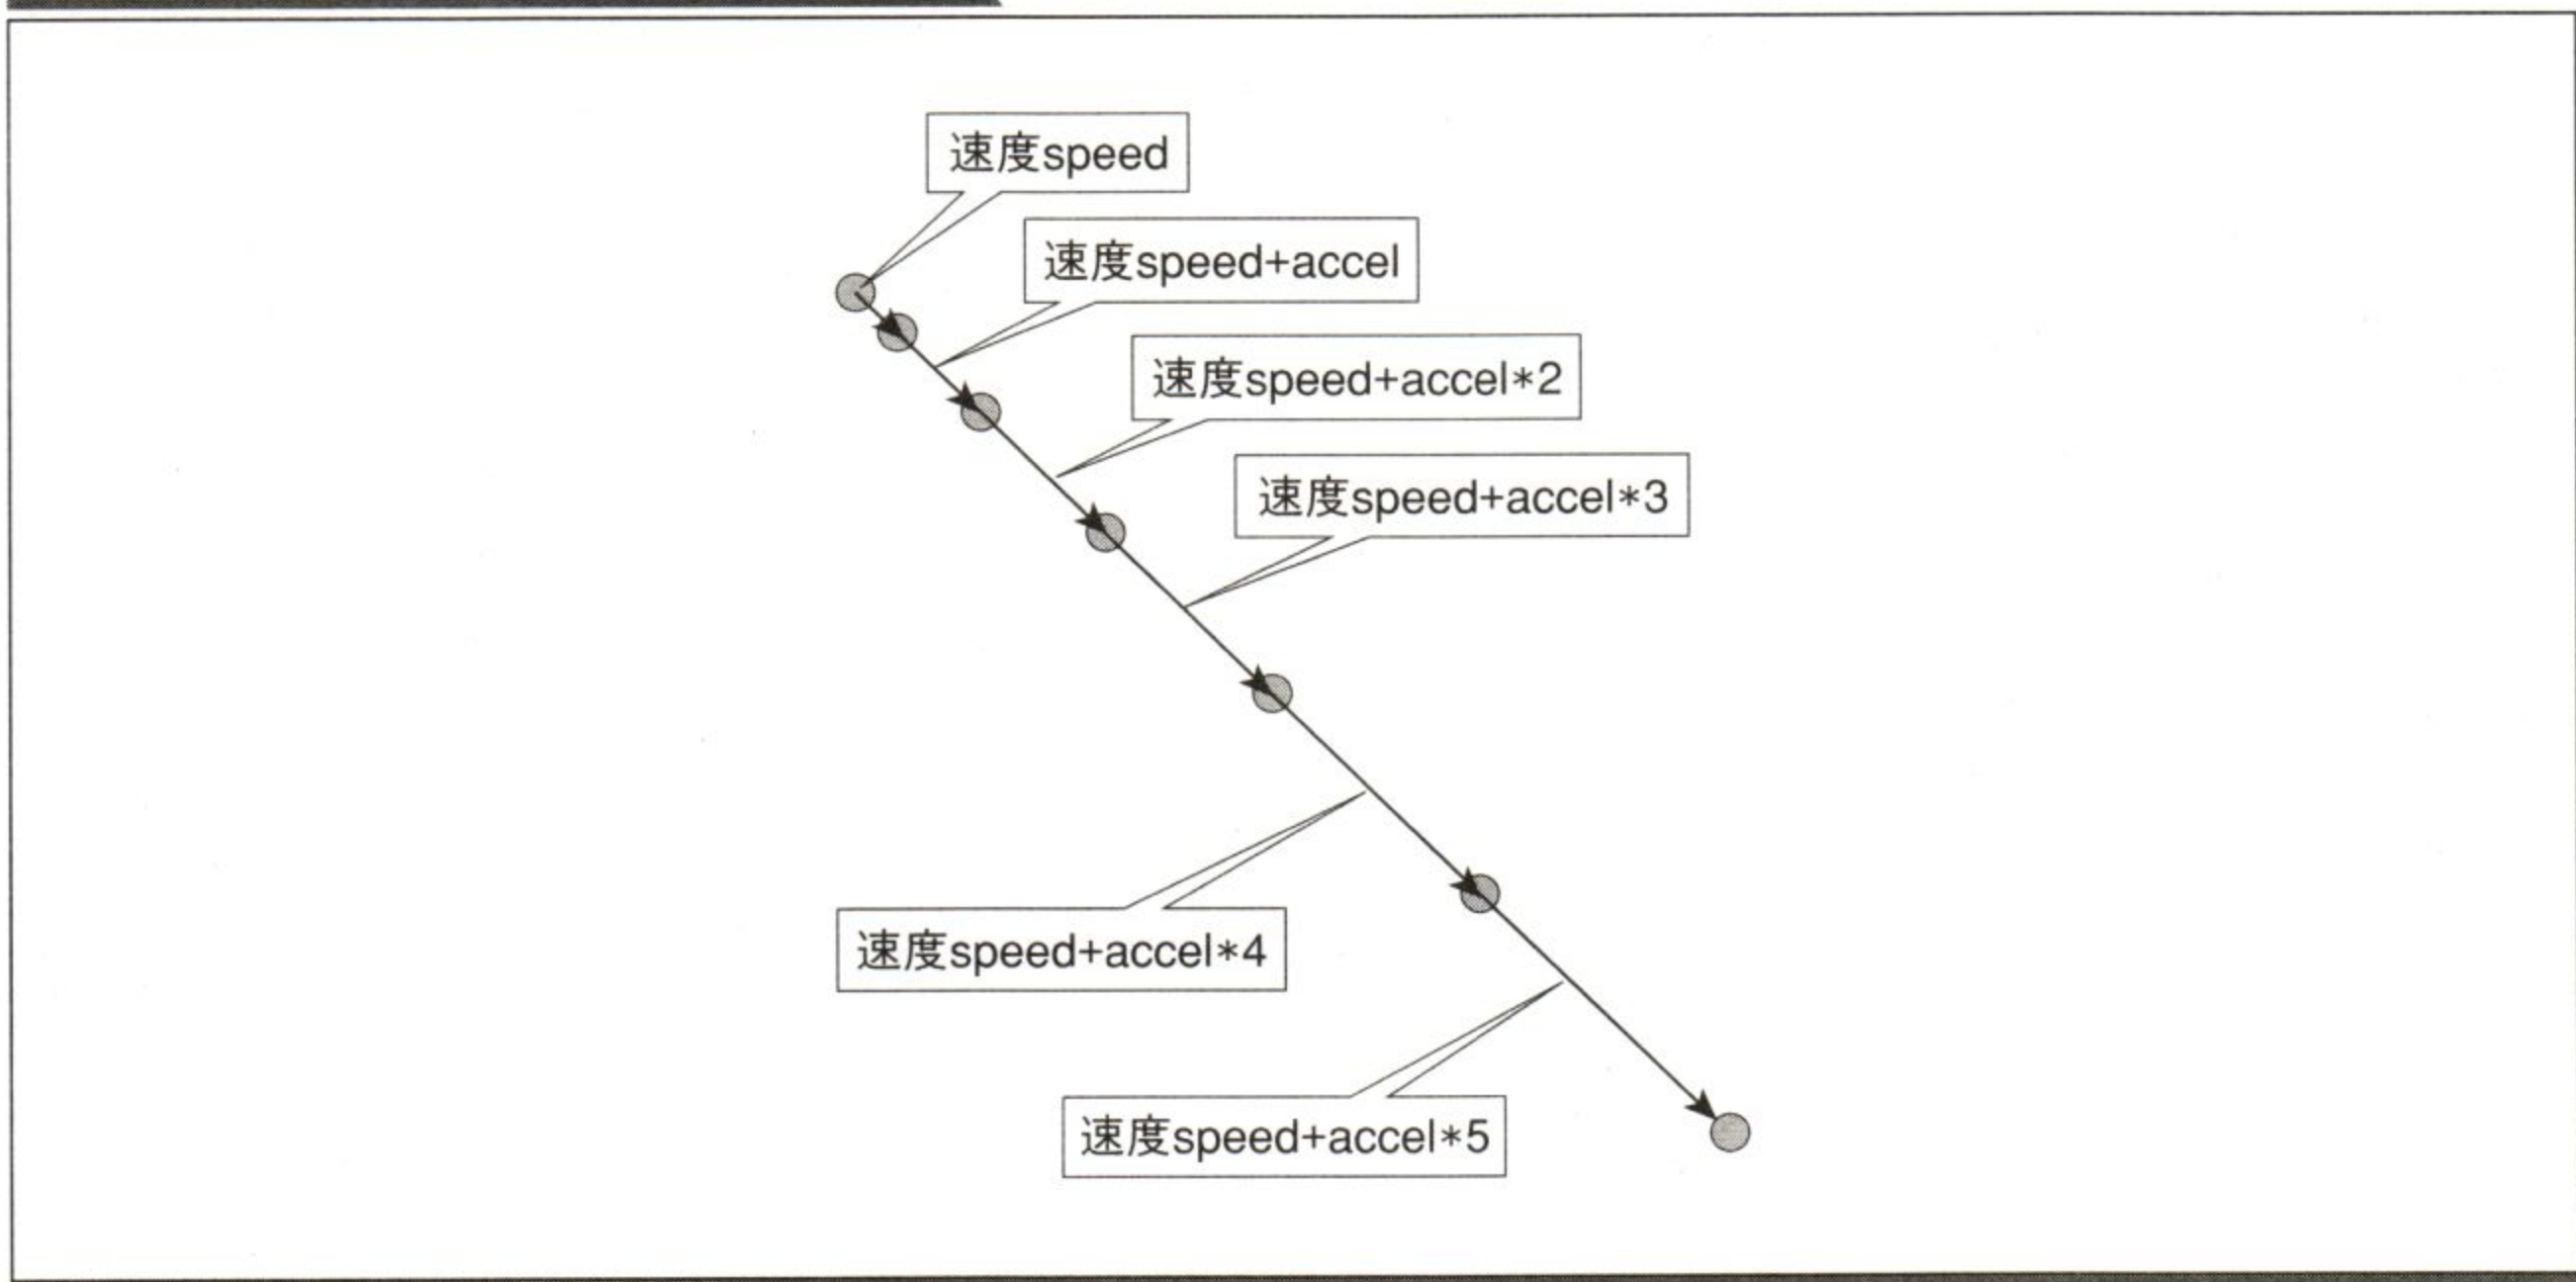 速度speed
速度speed+accel
速度speed+accel*2
速度speed+accel*3
速度speed+accel*4
速度speed+accel*5